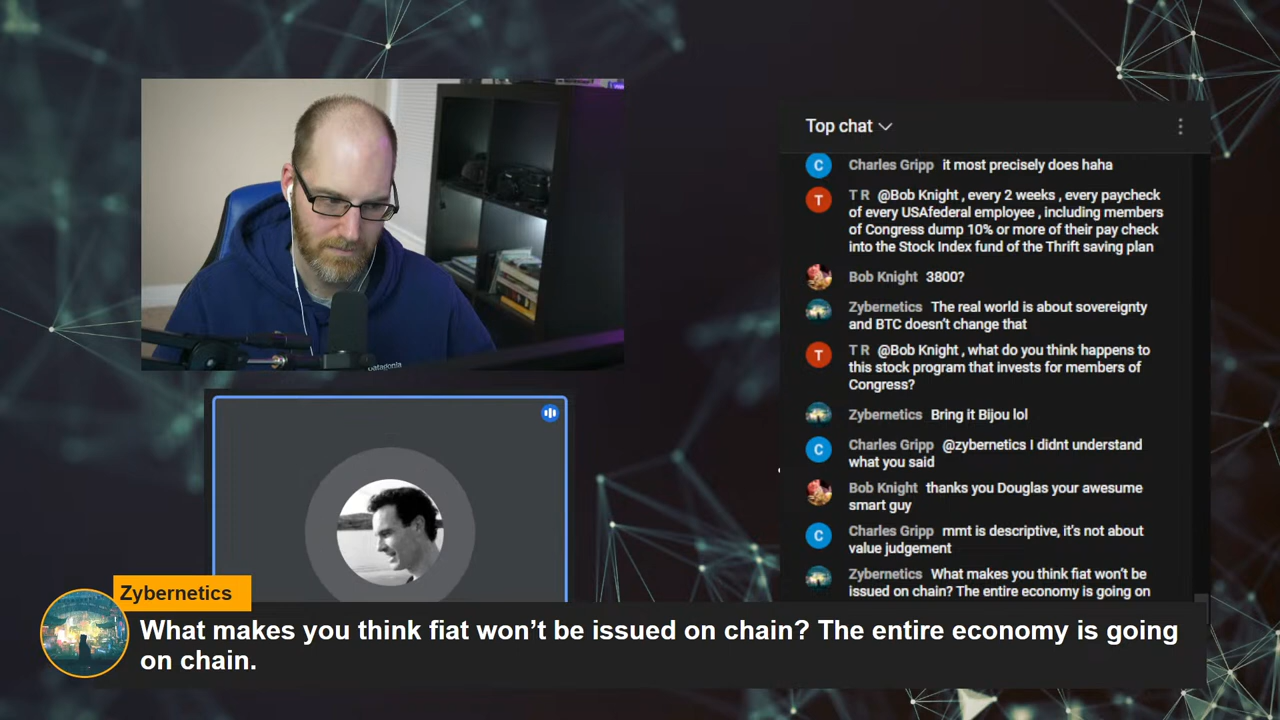 Top chat
Charles Gripp it most precisely does haha
T R @Bob Knight , every 2 weeks , every paycheck
of every USAfederal employee , including members
of Congress dump 10% or more of their pay check
into the Stock Index fund of the Thrift saving plan
Bob Knight 3800?
Zybernetics The real world is about sovereignty
and BTC doesn't change that
T R @Bob Knight , what do you think happens to
this stock program that invests for members of
Congress?
Zybernetics Bring it Bijou lol
Charles Gripp @zybernetics I didnt understand
what you said
Bob Knight thanks you Douglas your awesome
smart guy
Charles Gripp mmt is descriptive, it's not about
value judgement
Zybernetics What makes you think fiat won't be
issued on chain? The entire economy is going on
patagonia
Zybernetics
What makes you think fiat won't be issued on chain? The entire economy is going
on chain.